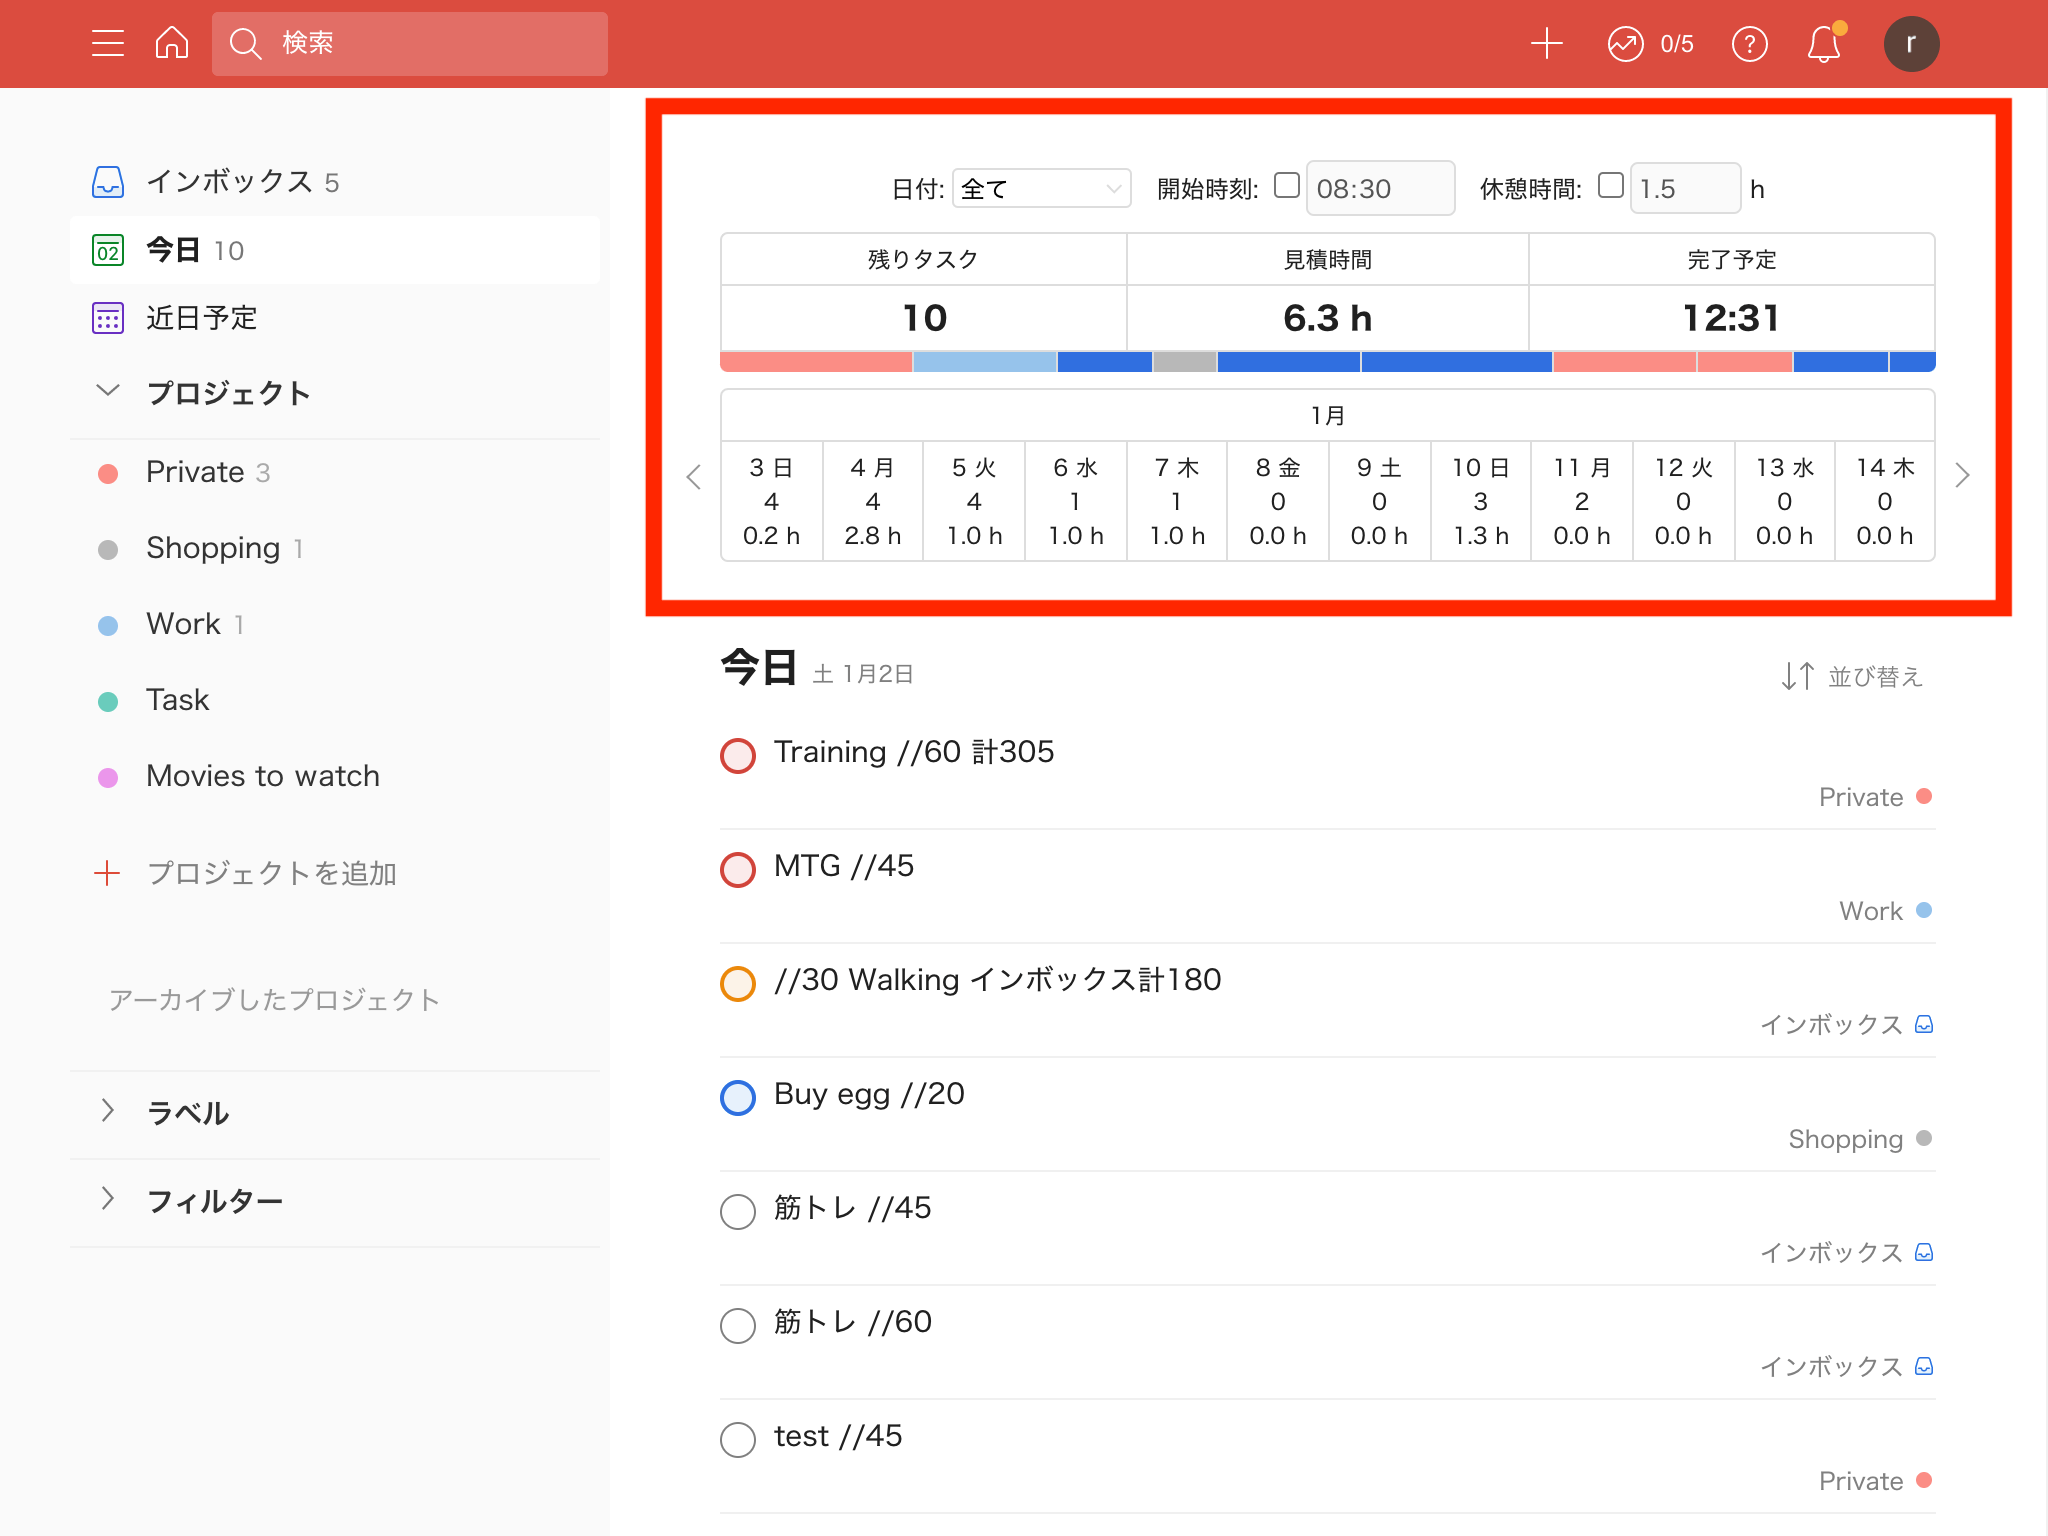 検索
0/5
?
r
インボックス 5
02
今日 10
近日予定
プロジェクト
Private 3
Shopping 1
Work 1
Task
Movies to watch
プロジェクトを追加
アーカイブしたプロジェクト
ラベル
フィルター
日付: 全て 開始時刻: 08:30 休憩時間: 1.5 h
残りタスク 見積時間 完了予定
10 6.3 h 12:31
1月
3 日 4 月 5 火 6 水 7 木 8 金 9 土 10 日 11 月 12 火 13 水 14 木
4 4 4 1 1 0 0 3 2 0 0 0
0.2 h 2.8 h 1.0 h 1.0 h 1.0 h 0.0 h 0.0 h 1.3 h 0.0 h 0.0 h 0.0 h 0.0 h
今日 土 1月2日
並び替え
Training //60 計305
Private
MTG //45
Work
//30 Walking インボックス計180
インボックス
Buy egg //20
Shopping
筋トレ //45
インボックス
筋トレ //60
インボックス
test //45
Private